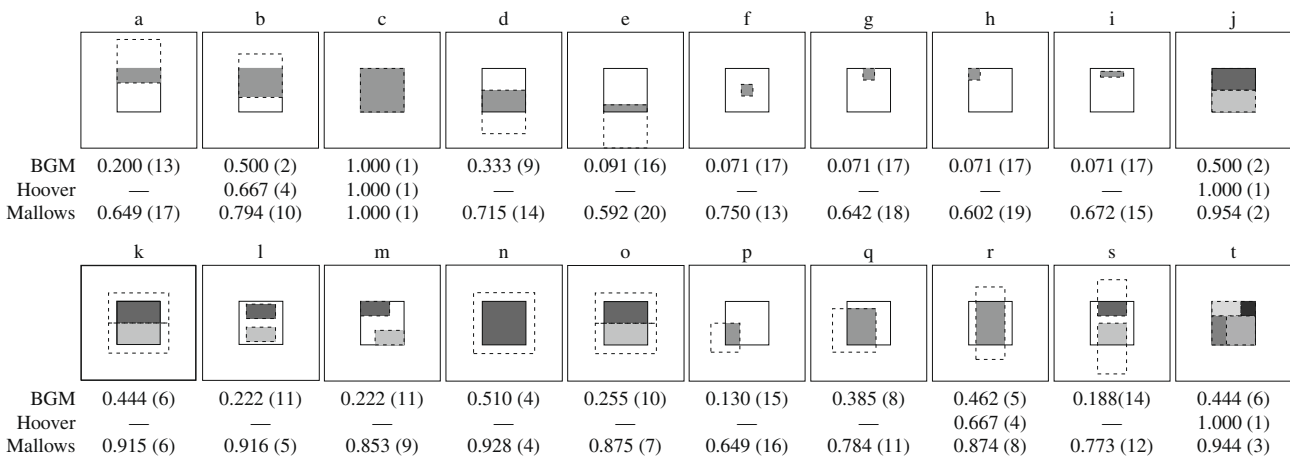 a b c d e f g h i j
BGM 0.200 (13) 0.500 (2) 1.000 (1) 0.333 (9) 0.091 (16) 0.071 (17) 0.071 (17) 0.071 (17) 0.071 (17) 0.500 (2)
Hoover — 0.667 (4) 1.000 (1) — — — — — — 1.000 (1)
Mallows 0.649 (17) 0.794 (10) 1.000 (1) 0.715 (14) 0.592 (20) 0.750 (13) 0.642 (18) 0.602 (19) 0.672 (15) 0.954 (2)
k l m n o p q r s t
BGM 0.444 (6) 0.222 (11) 0.222 (11) 0.510 (4) 0.255 (10) 0.130 (15) 0.385 (8) 0.462 (5) 0.188(14) 0.444 (6)
Hoover — — — — — — — 0.667 (4) — 1.000 (1)
Mallows 0.915 (6) 0.916 (5) 0.853 (9) 0.928 (4) 0.875 (7) 0.649 (16) 0.784 (11) 0.874 (8) 0.773 (12) 0.944 (3)